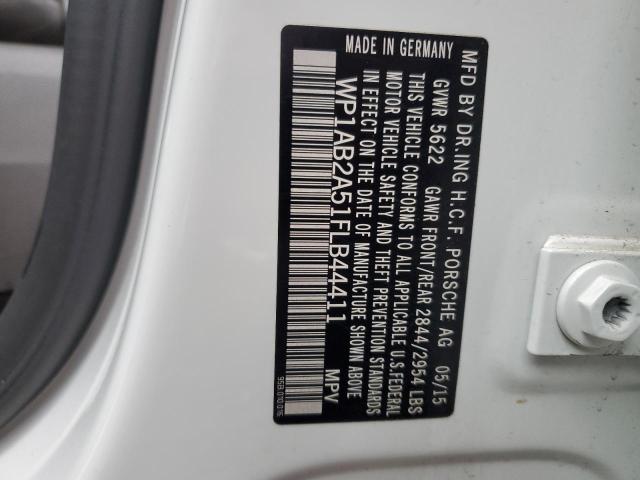 MFD BY DR.ING H.C.F. PORSCHE AG 05/15
GVWR 5622 GAWR FRONT/REAR 2844/2954 LBS
THIS VEHICLE CONFORMS TO ALL APPLICABLE U.S.FEDERAL
MOTOR VEHICLE SAFETY AND THEFT PREVENTION STANDARDS
IN EFFECT ON THE DATE OF MANUFACTURE SHOWN ABOVE
WP1AB2A51FLB44411 MPV
MADE IN GERMANY